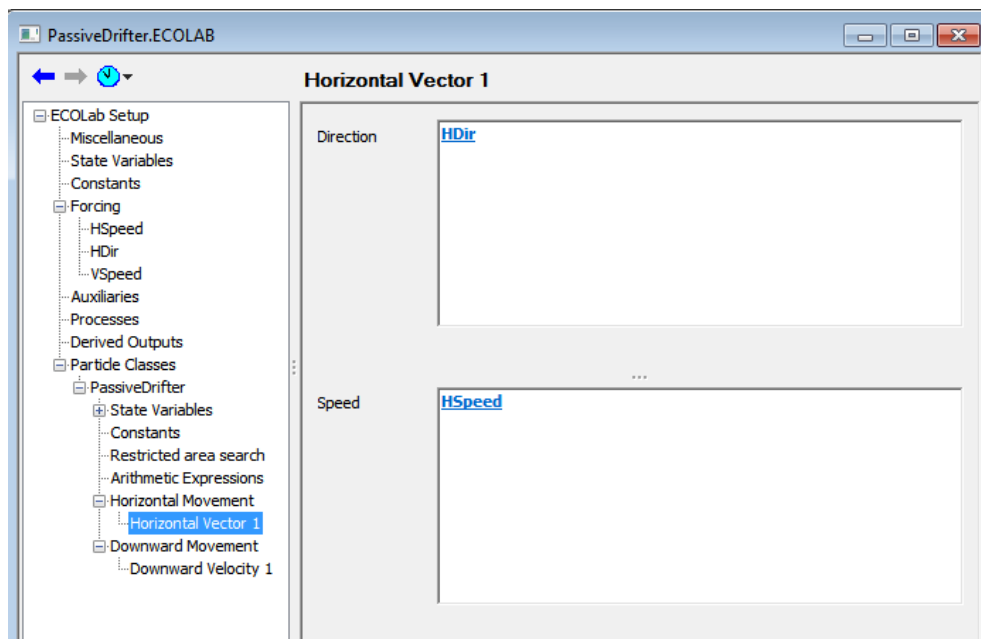 PassiveDrifter.ECOLAB
Horizontal Vector 1
ECOLab Setup
Miscellaneous
State Variables
Constants
Forcing
HSpeed
HDir
VSpeed
Auxiliaries
Processes
Derived Outputs
Particle Classes
PassiveDrifter
State Variables
Constants
Restricted area search
Arithmetic Expressions
Horizontal Movement
Horizontal Vector 1
Downward Movement
Downward Velocity 1
Direction
HDir
...
Speed
HSpeed